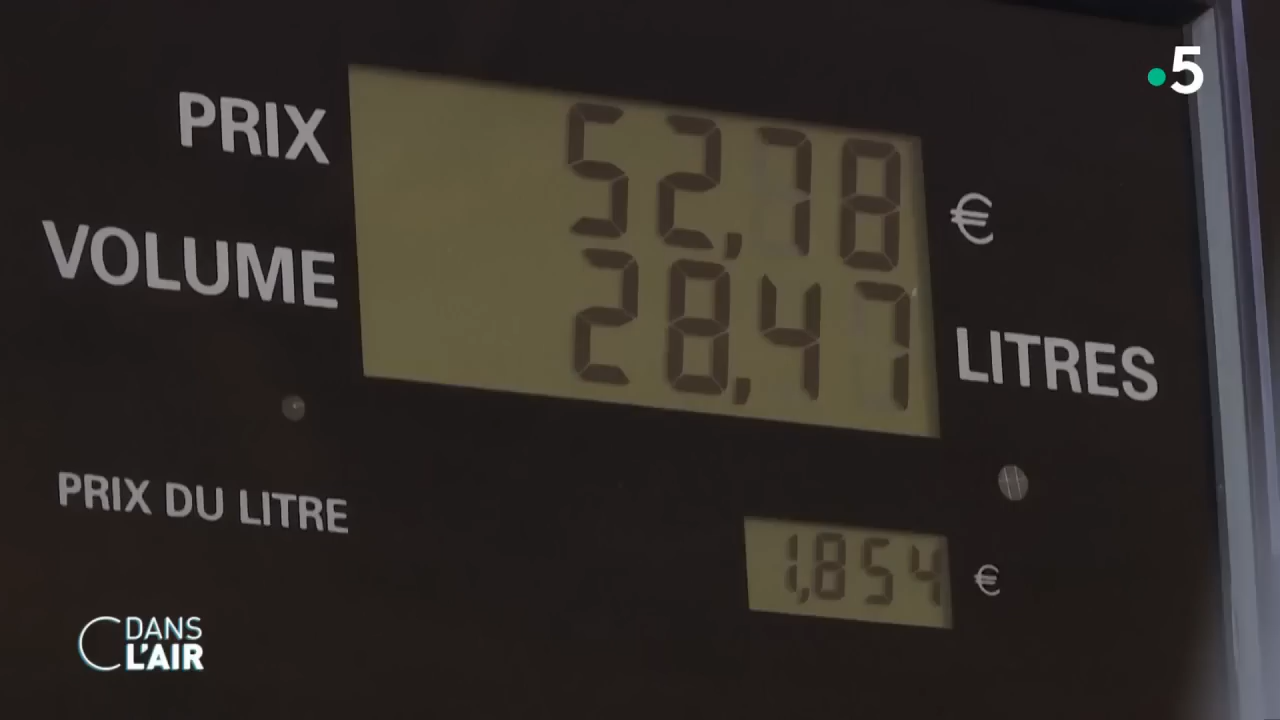 5
PRIX 52,78 €
VOLUME 28,47 LITRES
PRIX DU LITRE 1,854 €
C DANS
L'AIR